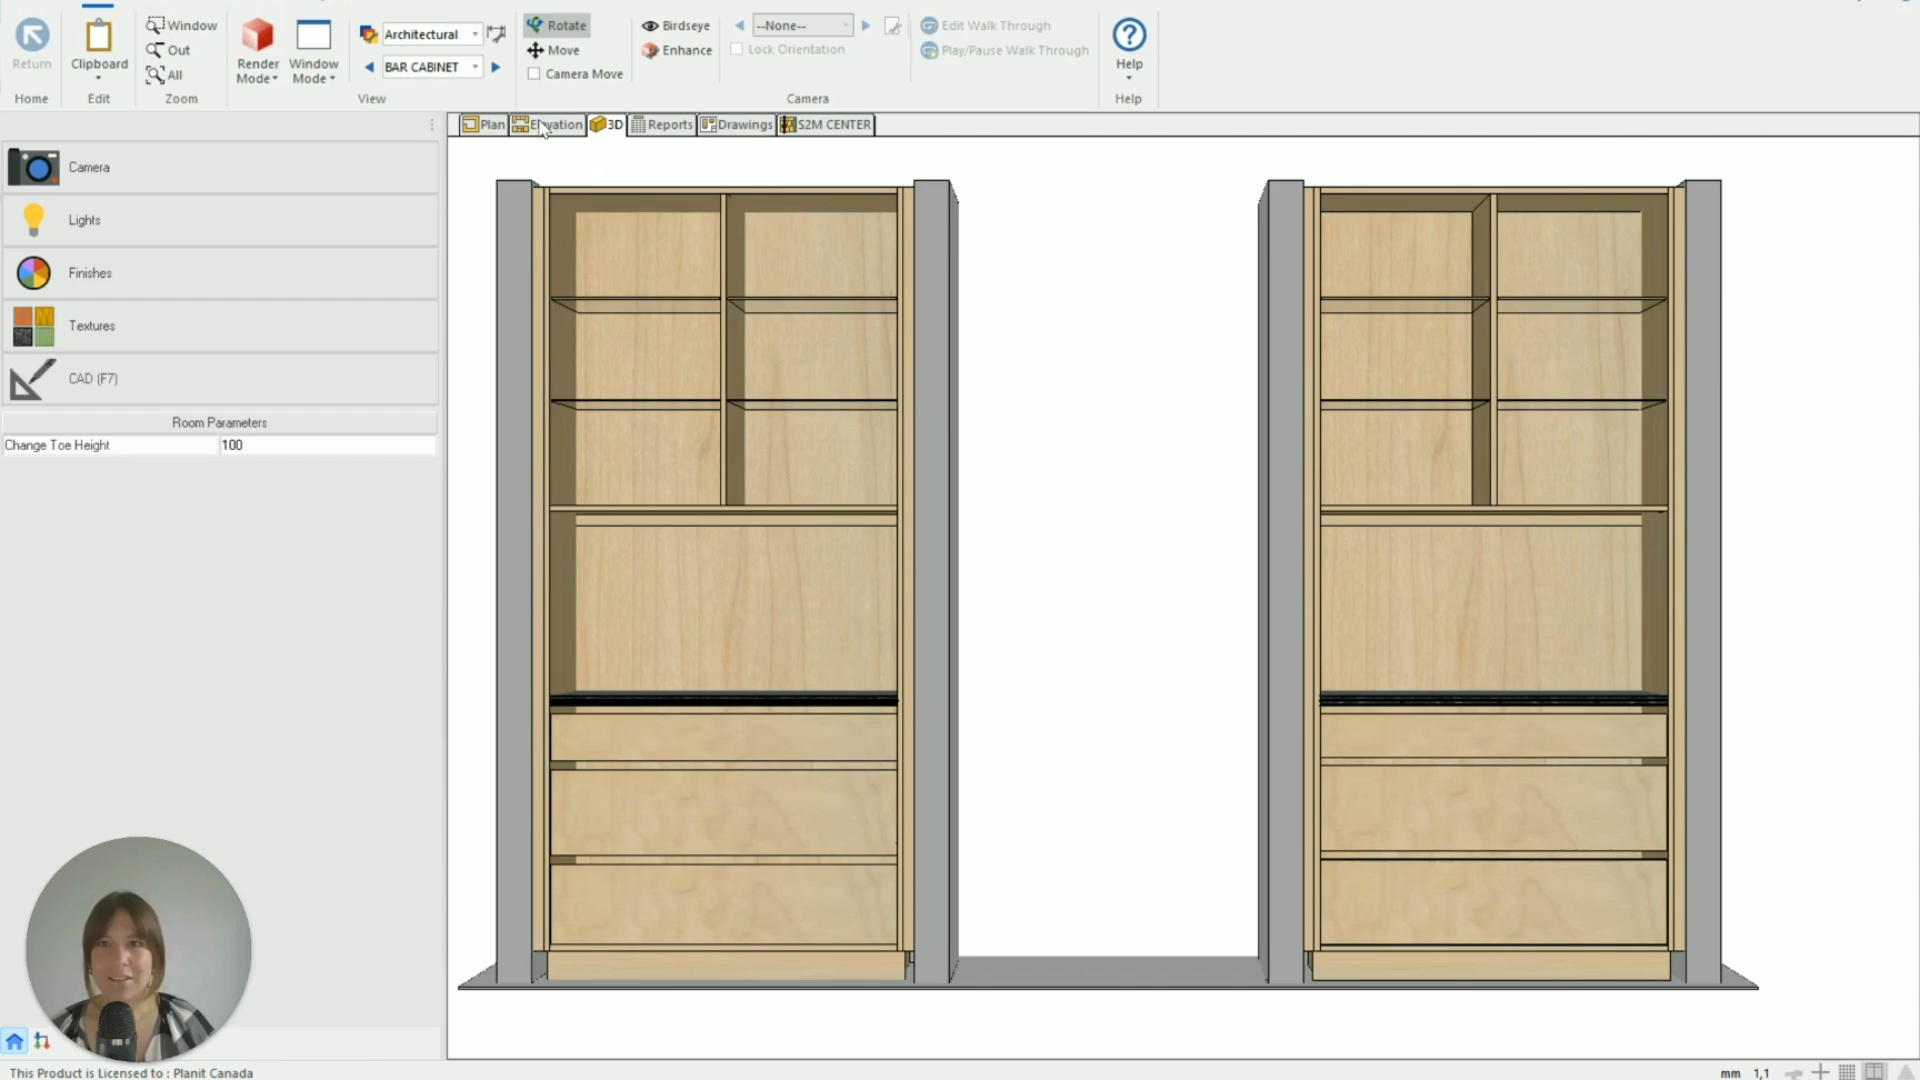 Return
Home
Clipboard
Edit
Window
Out
All
Zoom
Render Mode
Window Mode
Architectural
BAR CABINET
View
Rotate
Move
Camera Move
Birdseye
Enhance
--None--
Lock Orientation
Edit Walk Through
Play/Pause Walk Through
Camera
Help
Help
Plan
Elevation
3D
Reports
Drawings
S2M CENTER
Camera
Lights
Finishes
Textures
CAD (F7)
Room Parameters
Change Toe Height 100
This Product is Licensed to : Planit Canada
mm 1,1